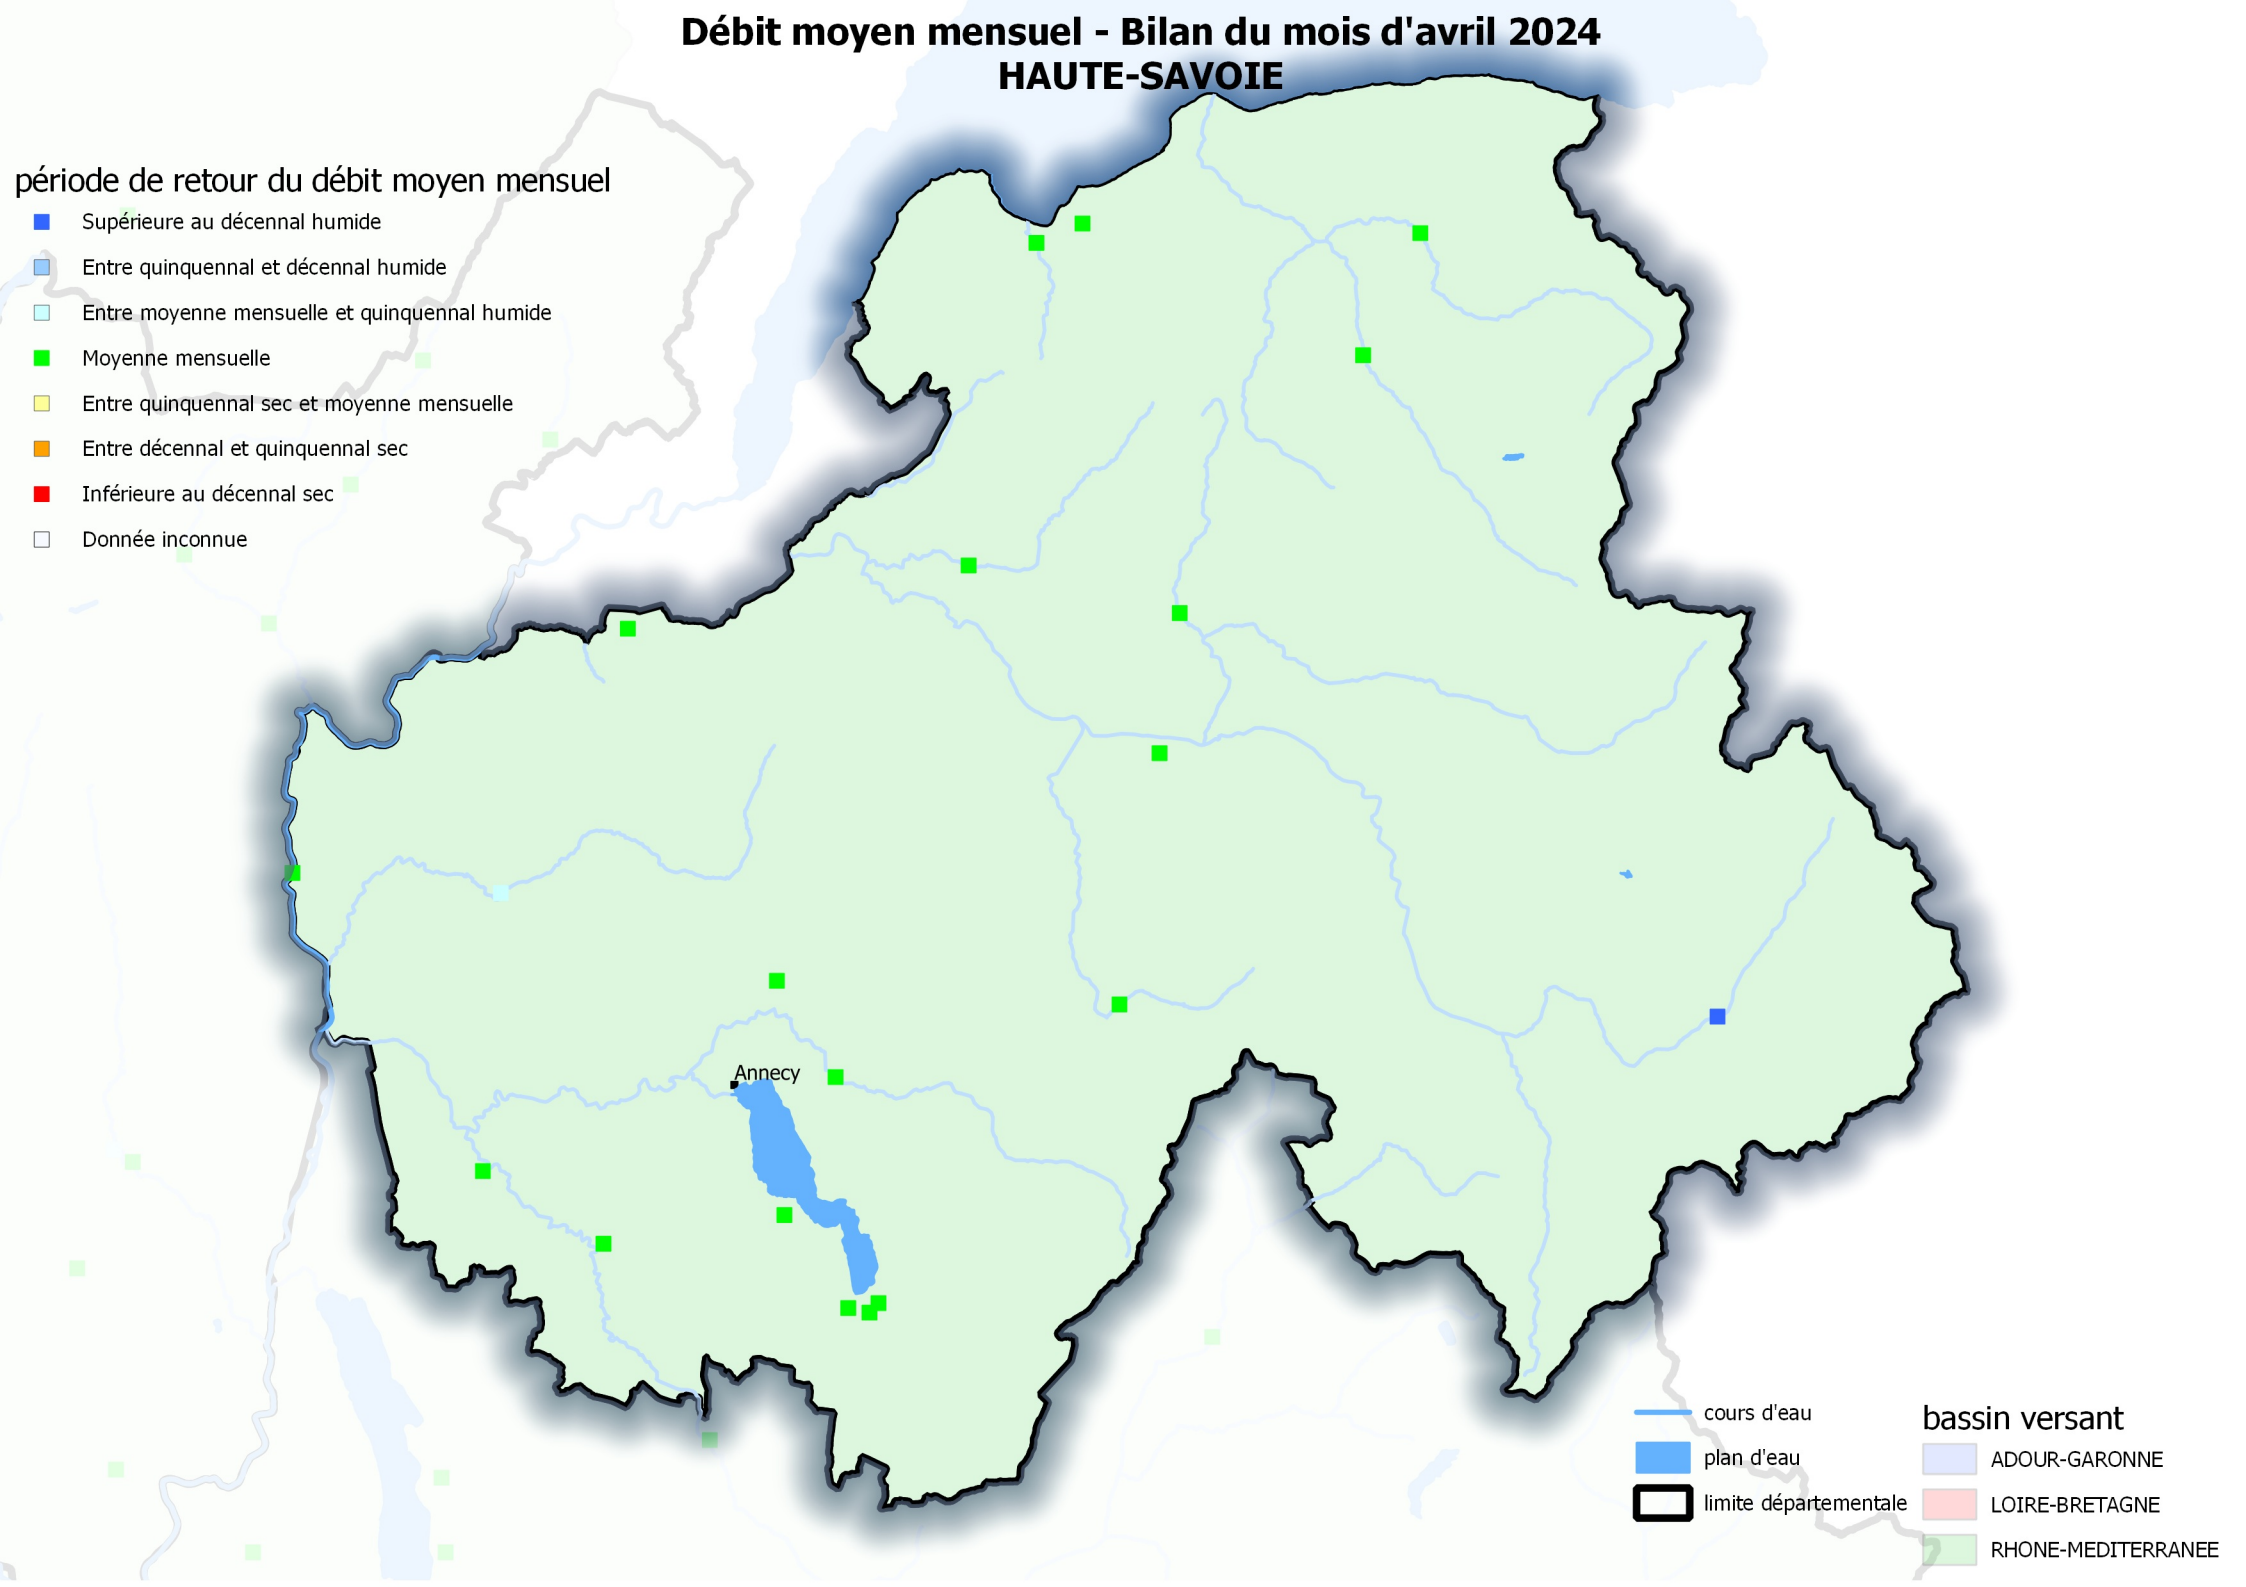 Débit moyen mensuel - Bilan du mois d'avril 2024
HAUTE-SAVOIE
période de retour du débit moyen mensuel
Supérieure au décennal humide
Entre quinquennal et décennal humide
Entre moyenne mensuelle et quinquennal humide
Moyenne mensuelle
Entre quinquennal sec et moyenne mensuelle
Entre décennal et quinquennal sec
Inférieure au décennal sec
Donnée inconnue
Annecy
cours d'eau
plan d'eau
limite départementale
bassin versant
ADOUR-GARONNE
LOIRE-BRETAGNE
RHONE-MEDITERRANEE